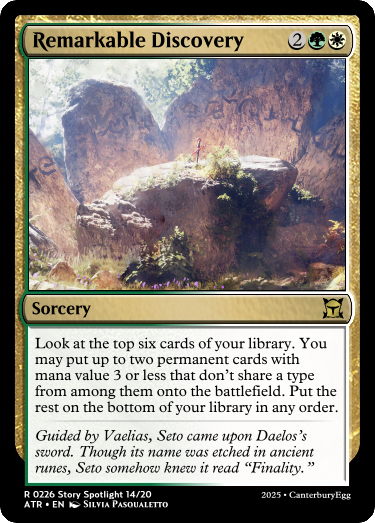 Remarkable Discovery 2
Sorcery
Look at the top six cards of your library. You
may put up to two permanent cards with
mana value 3 or less that don't share a type
from among them onto the battlefield. Put the
rest on the bottom of your library in any order.
Guided by Vaelias, Seto came upon Daelos's
sword. Though its name was etched in ancient
runes, Seto somehow knew it read “Finality.”
R 0226 Story Spotlight 14/20
ATR • EN Silvia Pasqualetto
2025 • CanterburyEgg